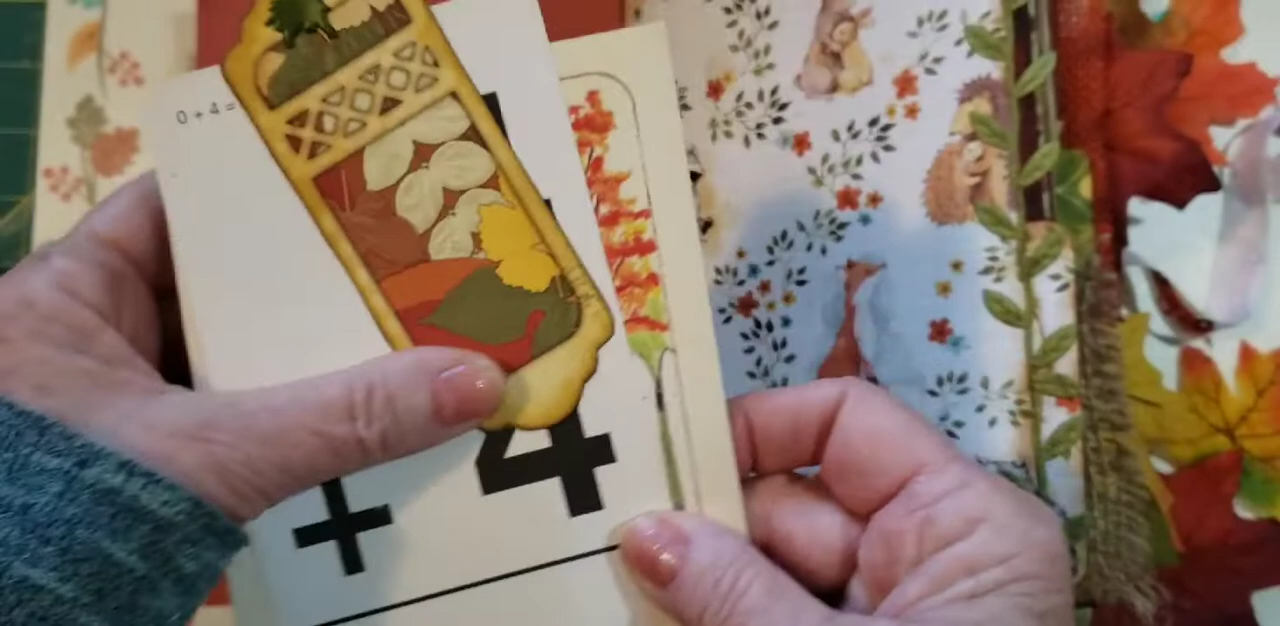 0 + 4 =
+ 4